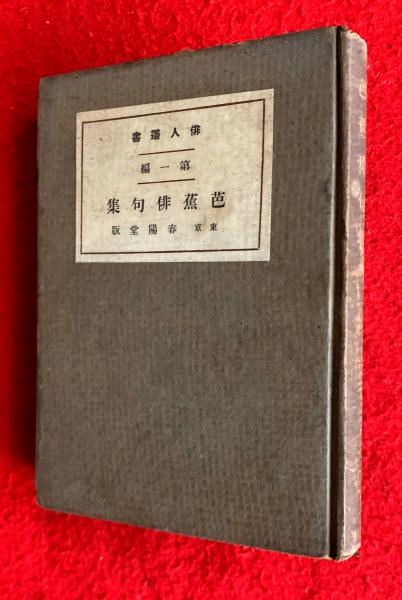 俳人叢書
第一編
芭蕉俳句集
東京 春陽堂版